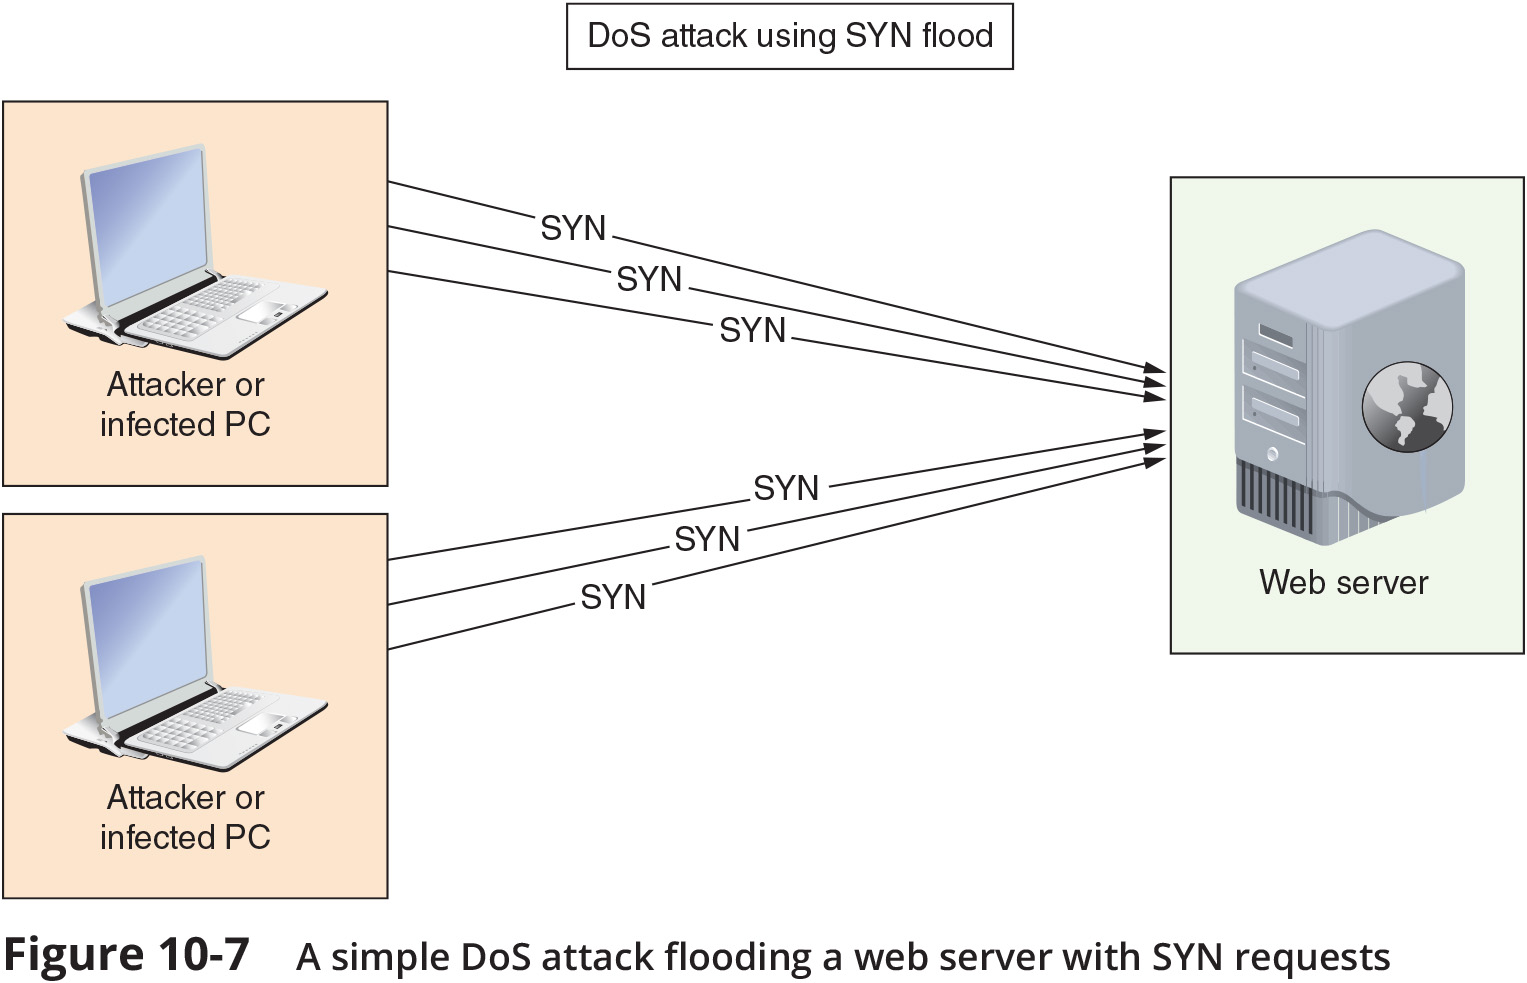 DoS attack using SYN flood
SYN
SYN
SYN
Attacker or
infected PC
SYN
SYN
SYN
Web server
Attacker or
infected PC
Figure 10-7 A simple DoS attack flooding a web server with SYN requests